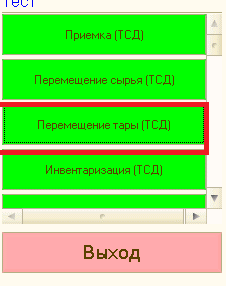 Тест
Приемка (ТСД)
Перемещение сырья (ТСД)
Перемещение тары (ТСД)
Инвентаризация (ТСД)
Выход